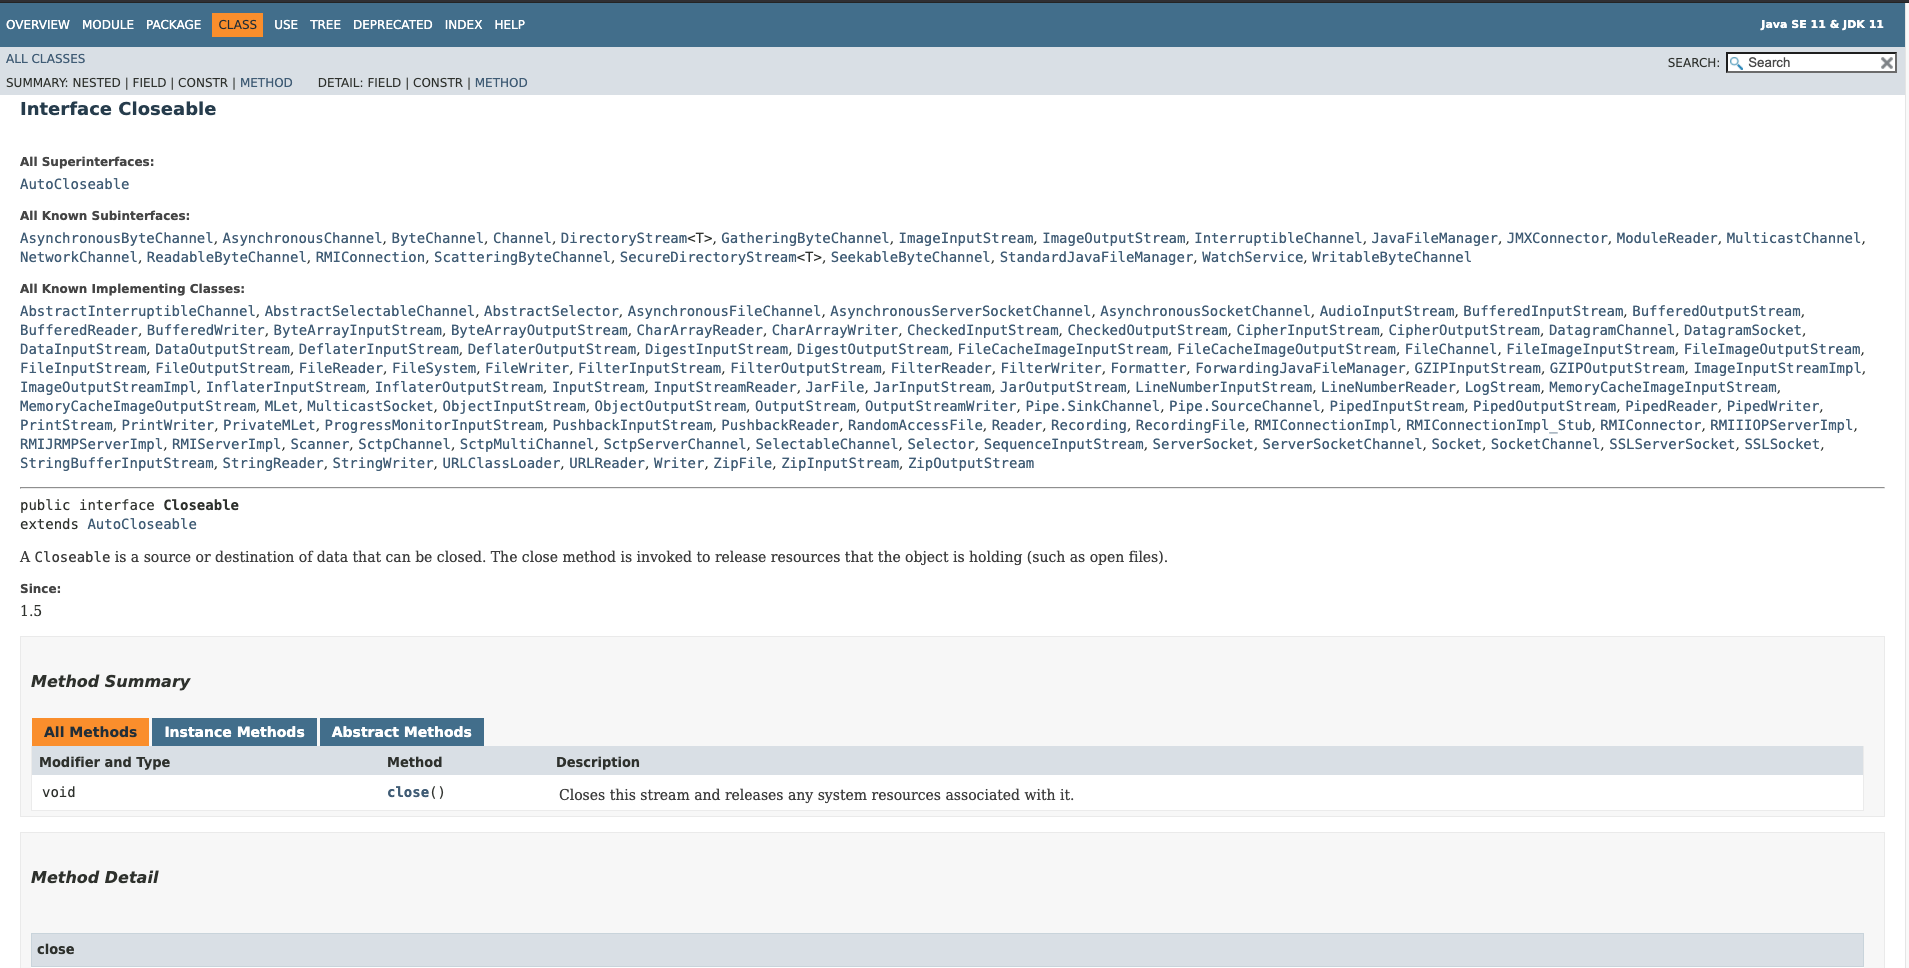 OVERVIEW MODULE PACKAGE CLASS USE TREE DEPRECATED INDEX HELP
Java SE 11 & JDK 11
ALL CLASSES
SEARCH: Search
SUMMARY: NESTED | FIELD | CONSTR | METHOD DETAIL: FIELD | CONSTR | METHOD
Interface Closeable
All Superinterfaces:
AutoCloseable
All Known Subinterfaces:
AsynchronousByteChannel, AsynchronousChannel, ByteChannel, Channel, DirectoryStream<T>, GatheringByteChannel, ImageInputStream, ImageOutputStream, InterruptibleChannel, JavaFileManager, JMXConnector, ModuleReader, MulticastChannel,
NetworkChannel, ReadableByteChannel, RMIConnection, ScatteringByteChannel, SecureDirectoryStream<T>, SeekableByteChannel, StandardJavaFileManager, WatchService, WritableByteChannel
All Known Implementing Classes:
AbstractInterruptibleChannel, AbstractSelectableChannel, AbstractSelector, AsynchronousFileChannel, AsynchronousServerSocketChannel, AsynchronousSocketChannel, AudioInputStream, BufferedInputStream, BufferedOutputStream,
BufferedReader, BufferedWriter, ByteArrayInputStream, ByteArrayOutputStream, CharArrayReader, CharArrayWriter, CheckedInputStream, CheckedOutputStream, CipherInputStream, CipherOutputStream, DatagramChannel, DatagramSocket,
DataInputStream, DataOutputStream, DeflaterInputStream, DeflaterOutputStream, DigestInputStream, DigestOutputStream, FileCacheImageInputStream, FileCacheImageOutputStream, FileChannel, FileImageInputStream, FileImageOutputStream,
FileInputStream, FileOutputStream, FileReader, FileSystem, FileWriter, FilterInputStream, FilterOutputStream, FilterReader, FilterWriter, Formatter, ForwardingJavaFileManager, GZIPInputStream, GZIPOutputStream, ImageInputStreamImpl,
ImageOutputStreamImpl, InflaterInputStream, InflaterOutputStream, InputStream, InputStreamReader, JarFile, JarInputStream, JarOutputStream, LineNumberInputStream, LineNumberReader, LogStream, MemoryCacheImageInputStream,
MemoryCacheImageOutputStream, MLet, MulticastSocket, ObjectInputStream, ObjectOutputStream, OutputStream, OutputStreamWriter, Pipe.SinkChannel, Pipe.SourceChannel, PipedInputStream, PipedOutputStream, PipedReader, PipedWriter,
PrintStream, PrintWriter, PrivateMLet, ProgressMonitorInputStream, PushbackInputStream, PushbackReader, RandomAccessFile, Reader, Recording, RecordingFile, RMIConnectionImpl, RMIConnectionImpl_Stub, RMIConnector, RMIIIOPServerImpl,
RMIJRMPServerImpl, RMIServerImpl, Scanner, SctpChannel, SctpMultiChannel, SctpServerChannel, SelectableChannel, Selector, SequenceInputStream, ServerSocket, ServerSocketChannel, Socket, SocketChannel, SSLServerSocket, SSLSocket,
StringBufferInputStream, StringReader, StringWriter, URLClassLoader, URLReader, Writer, ZipFile, ZipInputStream, ZipOutputStream
public interface Closeable
extends AutoCloseable
A Closeable is a source or destination of data that can be closed. The close method is invoked to release resources that the object is holding (such as open files).
Since:
1.5
Method Summary
All Methods Instance Methods Abstract Methods
Modifier and Type Method Description
void close() Closes this stream and releases any system resources associated with it.
Method Detail
close